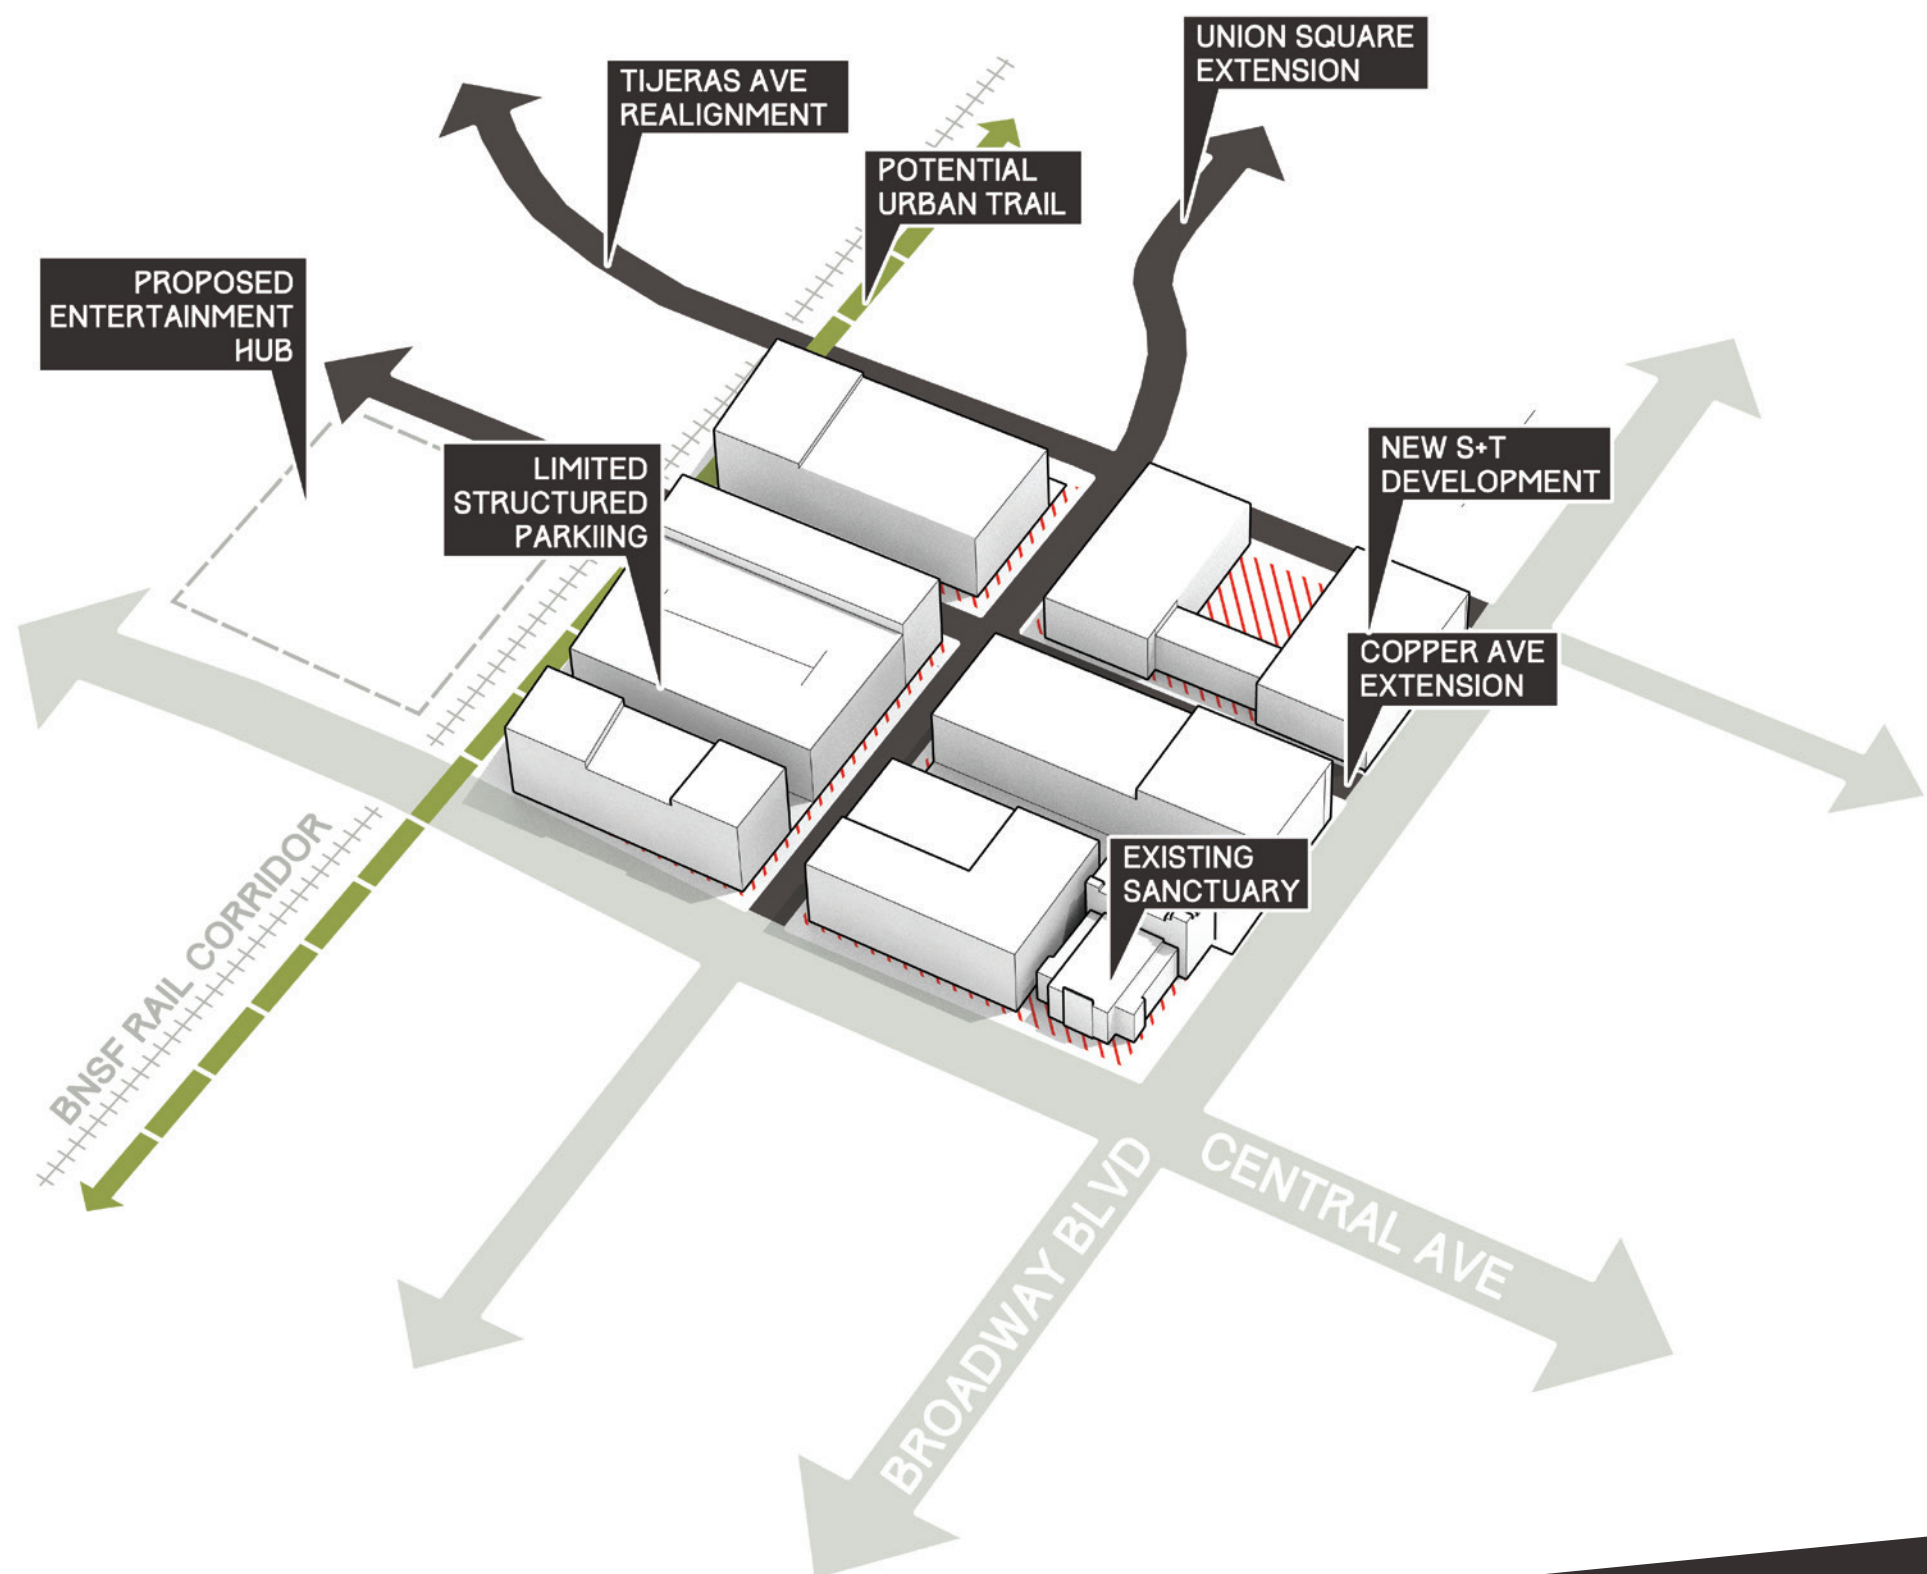 UNION SQUARE
EXTENSION
TIJERAS AVE
REALIGNMENT
POTENTIAL
URBAN TRAIL
PROPOSED
ENTERTAINMENT
HUB
LIMITED
STRUCTURED
PARKIING
NEW S+T
DEVELOPMENT
COPPER AVE
EXTENSION
EXISTING
SANCTUARY
BNSF RAIL CORRIDOR
CENTRAL AVE
BROADWAY BLVD